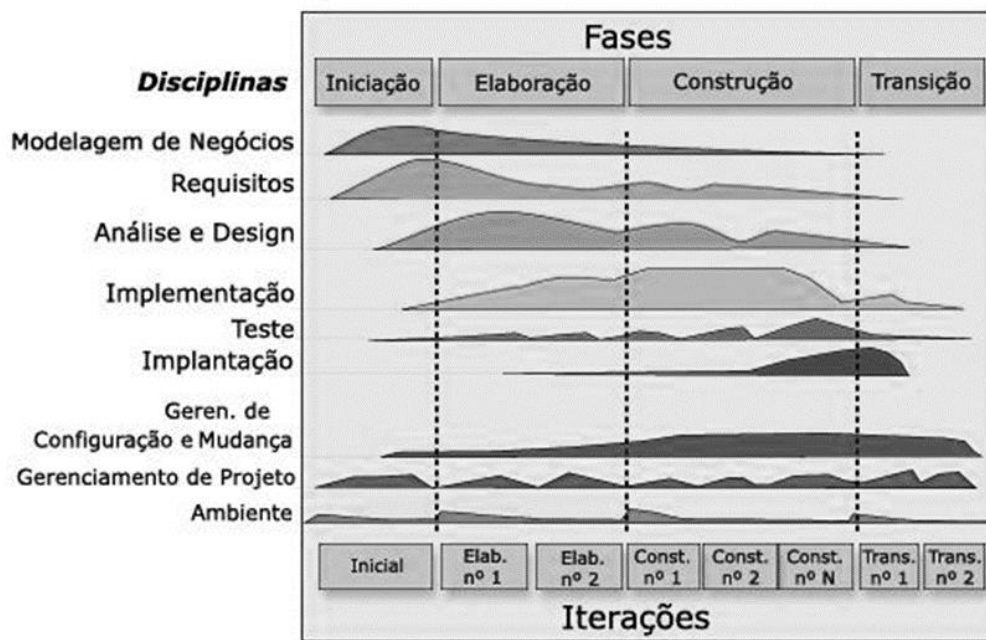 Fases
Disciplinas
Iniciação
Elaboração
Construção
Transição
Modelagem de Negócios
Requisitos
Análise e Design
Implementação
Teste
Implantação
Geren. de
Configuração e Mudança
Gerenciamento de Projeto
Ambiente
Inicial
Elab.
nº 1
Elab.
nº 2
Const.
nº 1
Const.
nº 2
Const.
nº N
Trans.
nº 1
Trans.
nº 2
Iterações